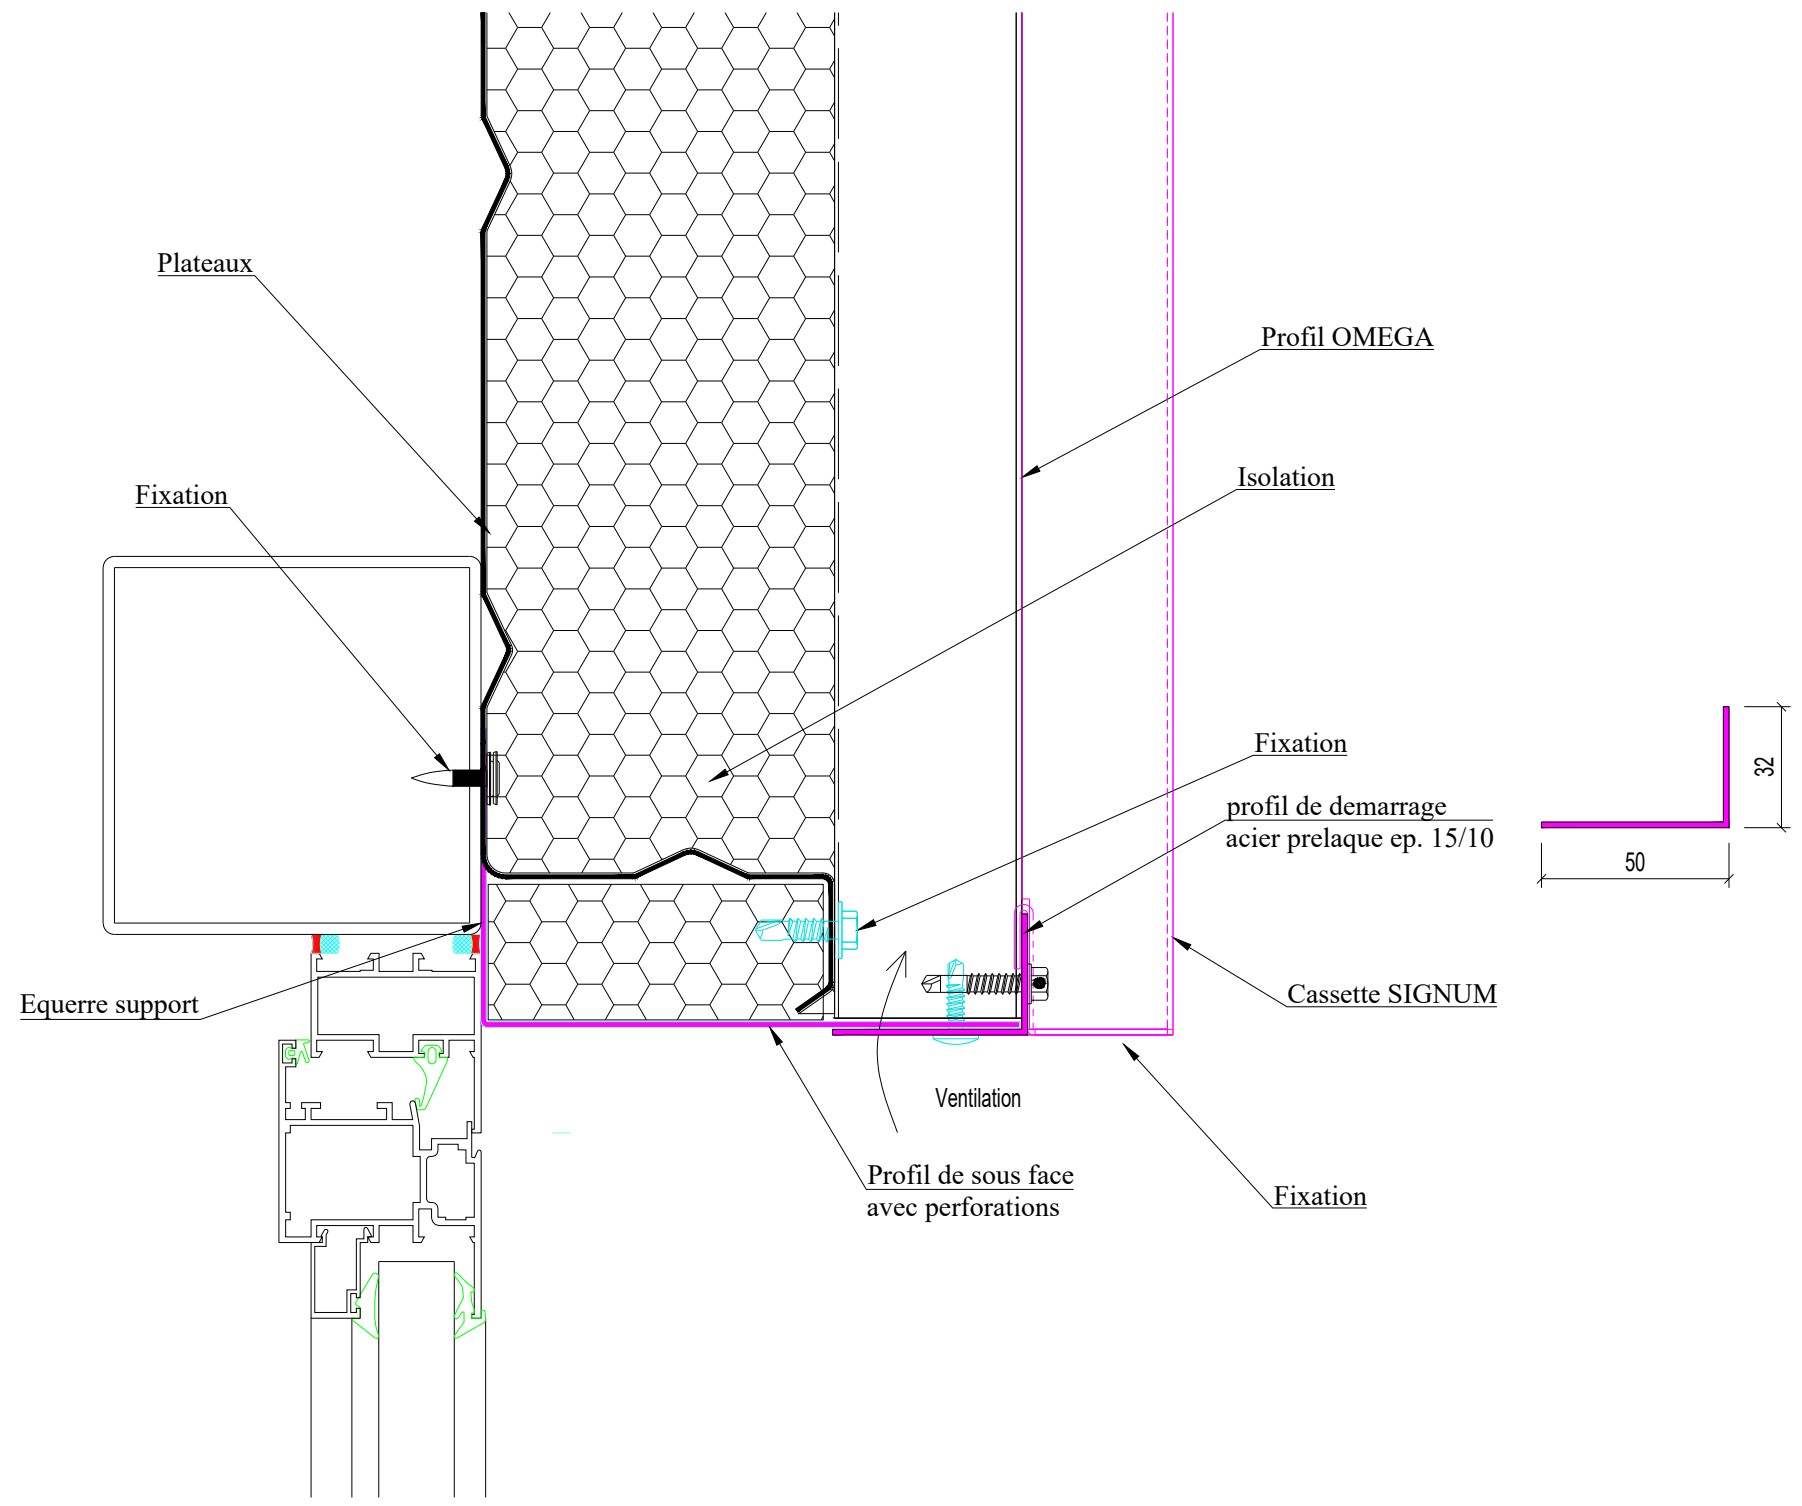 Plateaux
Profil OMEGA
Isolation
Fixation
Fixation
profil de demarrage
acier prelaque ep. 15/10
32
50
Equerre support
Cassette SIGNUM
Ventilation
Profil de sous face
avec perforations
Fixation